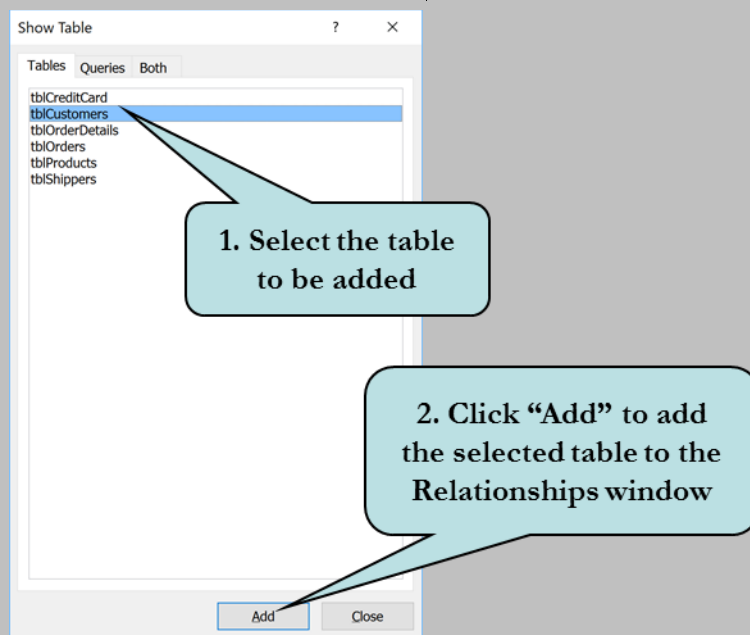 Show Table
?
Tables Queries Both
tblCreditCard
tblCustomers
tblOrderDetails
tblOrders
tblProducts
tblShippers
1. Select the table
to be added
2. Click “Add” to add
the selected table to the
Relationships window
Add Close